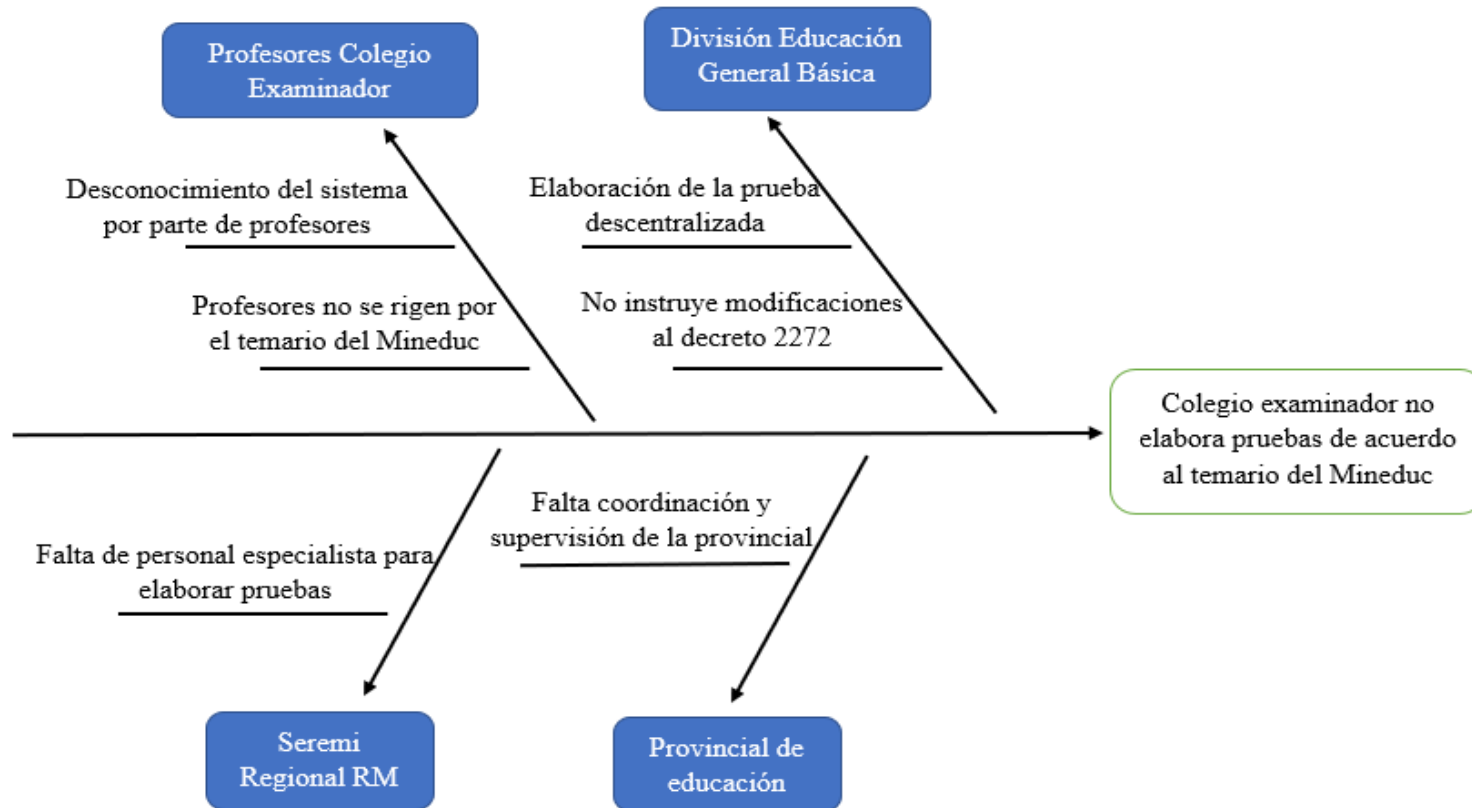 Profesores Colegio
Examinador
División Educación
General Básica
Desconocimiento del sistema
por parte de profesores
Elaboración de la prueba
descentralizada
Profesores no se rigen por
el temario del Mineduc
No instruye modificaciones
al decreto 2272
Colegio examinador no
elabora pruebas de acuerdo
al temario del Mineduc
Falta de personal especialista para
elaborar pruebas
Falta coordinación y
supervisión de la provincial
Seremi
Regional RM
Provincial de
educación